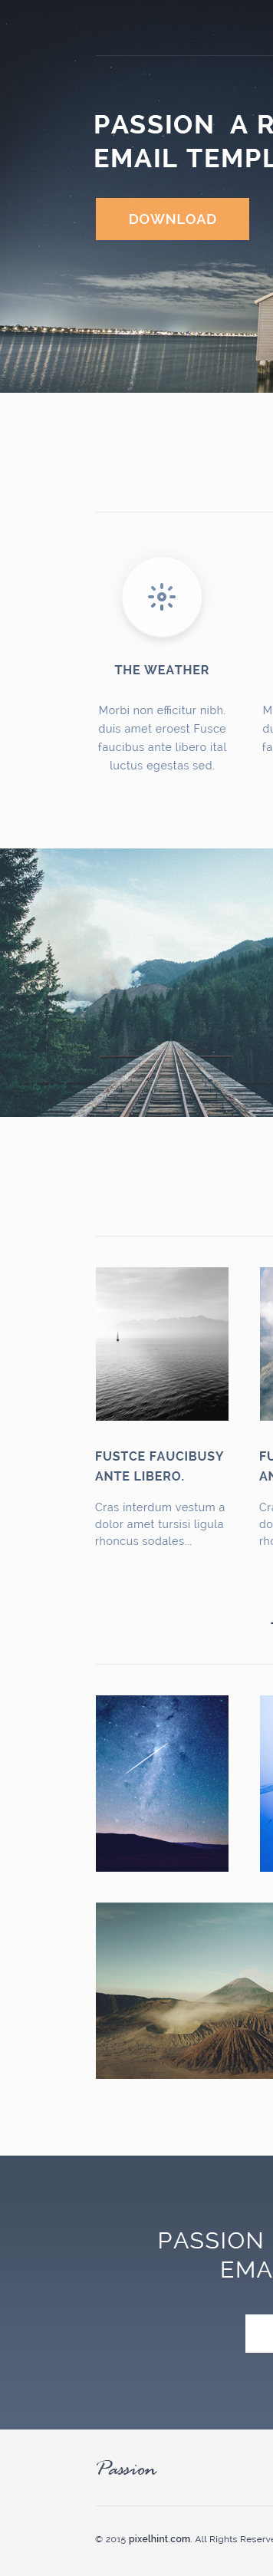 PASSION A R
EMAIL TEMPL
DOWNLOAD
THE WEATHER
Morbi non efficitur nibh.
duis amet eroest Fusce
faucibus ante libero ital
luctus egestas sed.
M
du
fa
FUSTCE FAUCIBUSY
ANTE LIBERO.
Cras interdum vestum a
dolor amet tursisi ligula
rhoncus sodales...
FU
AN
Cra
do
rho
PASSION
EMA
Passion
© 2015 pixelhint.com. All Rights Reserve